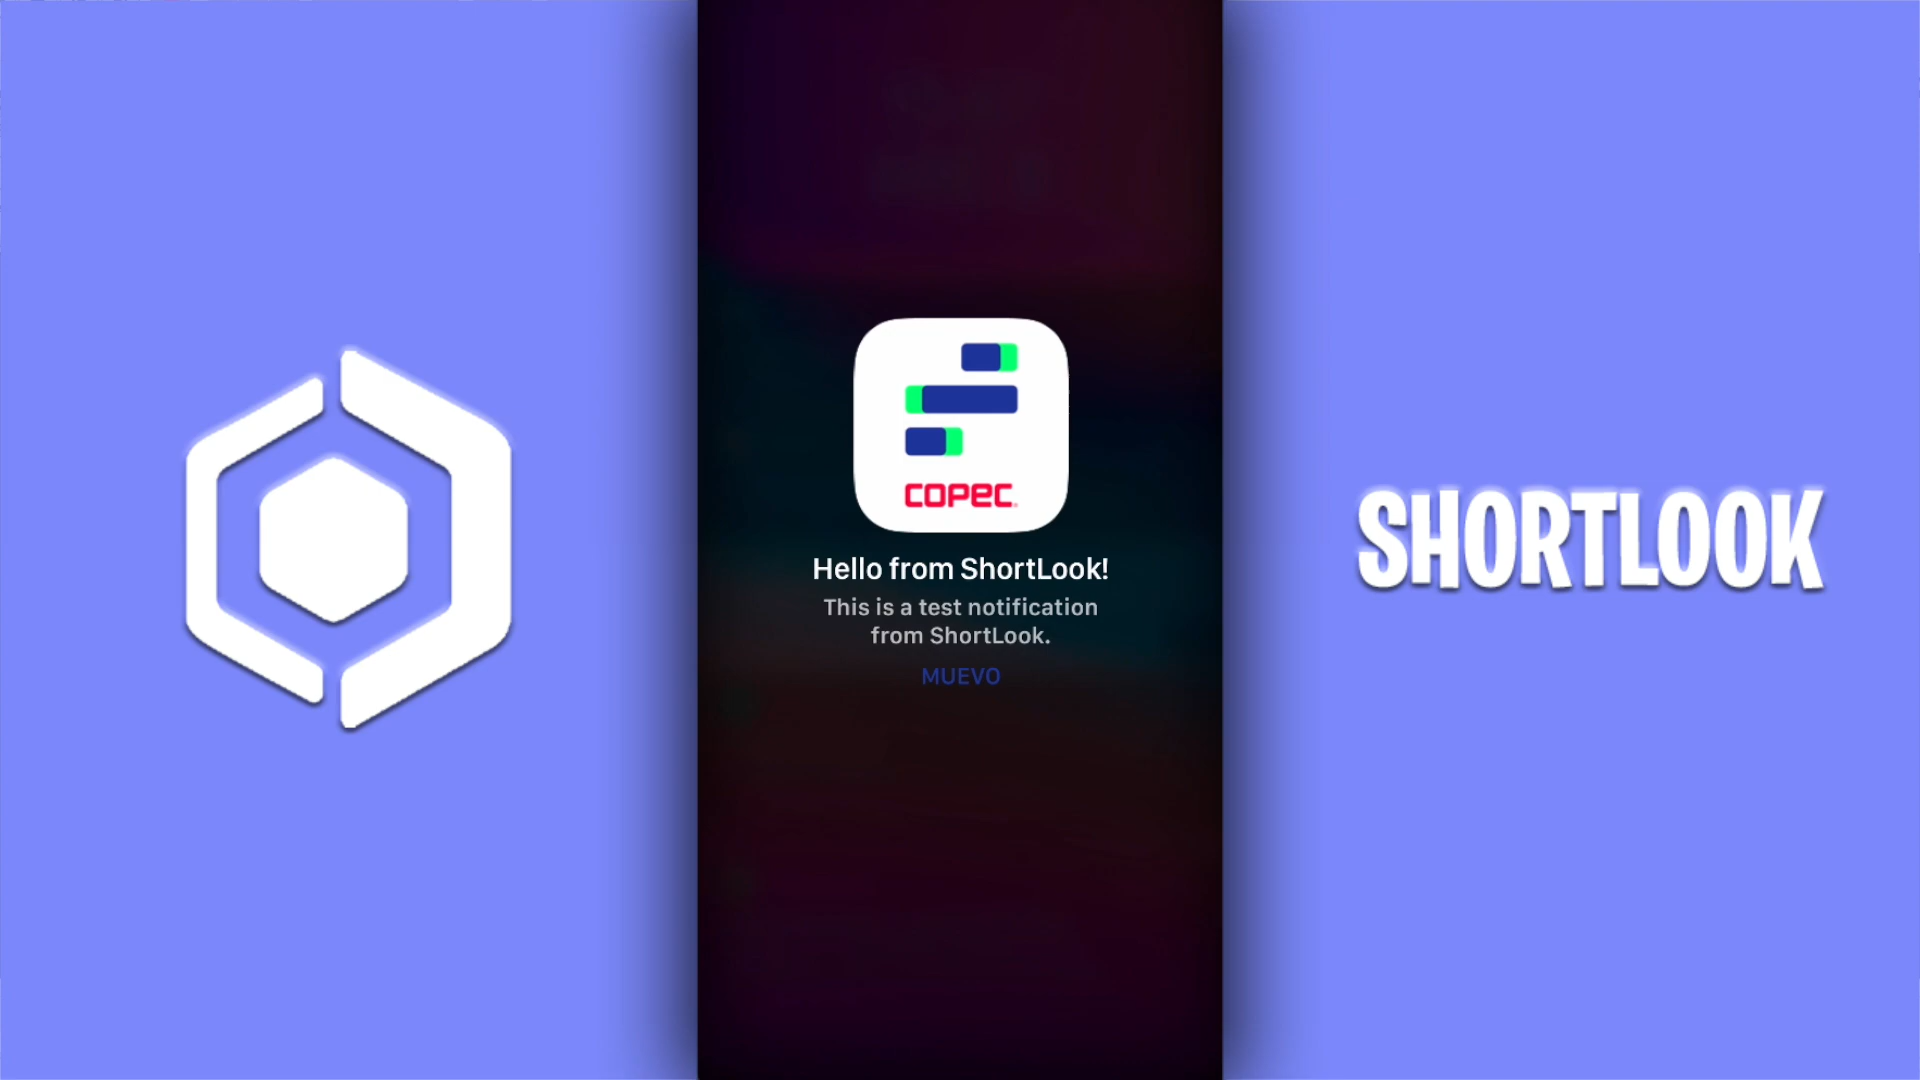 COPEC
Hello from ShortLook!
This is a test notification
from ShortLook.
MUEVO
SHORTLOOK